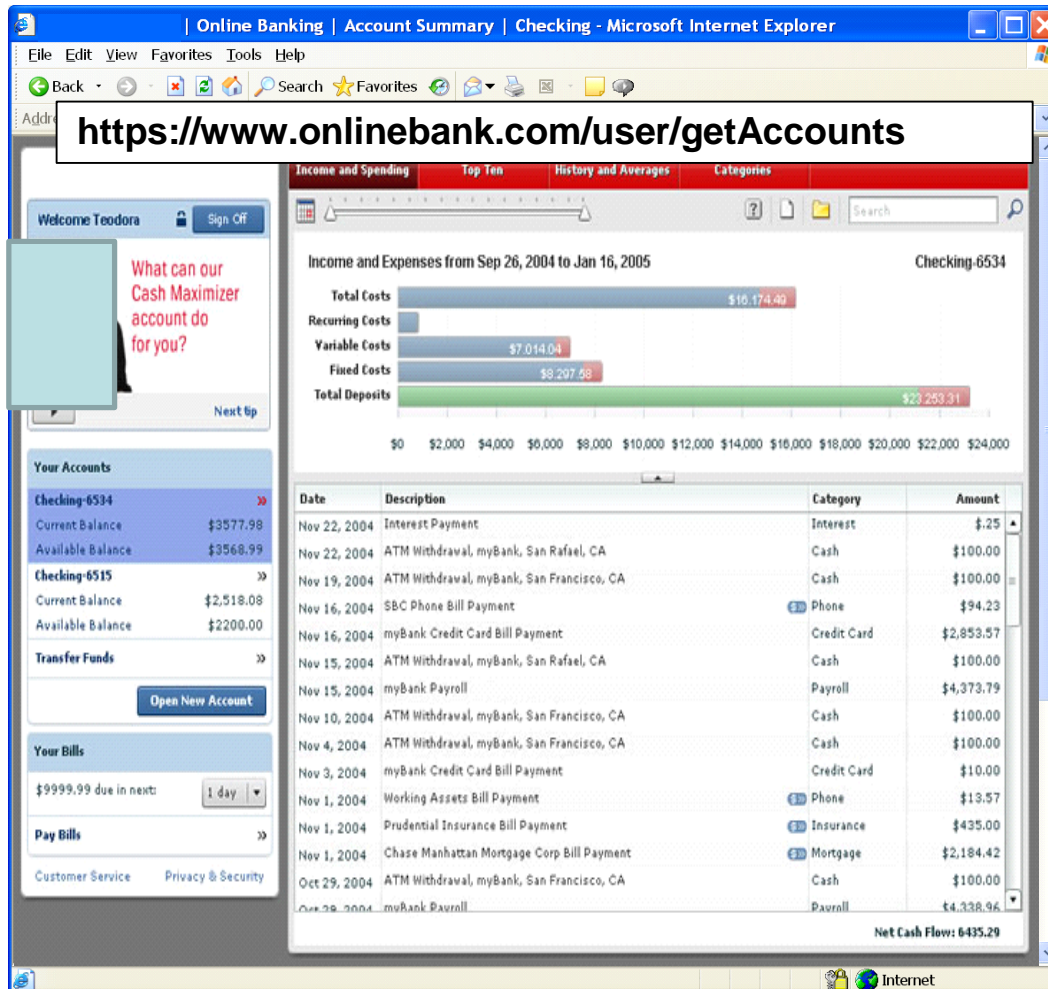 | Online Banking | Account Summary | Checking - Microsoft Internet Explorer
File Edit View Favorites Tools Help
Back Search Favorites
Addre
https://www.onlinebank.com/user/getAccounts
Income and Spending Top Ten History and Averages Categories
Welcome Teodora Sign Off
Search
What can our
Cash Maximizer
account do
for you?
Next tip
Income and Expenses from Sep 26, 2004 to Jan 16, 2005 Checking-6534
Total Costs $16,174.49
Recurring Costs
Variable Costs $7,014.04
Fixed Costs $8,297.58
Total Deposits $23,253.31
$0 $2,000 $4,000 $6,000 $8,000 $10,000 $12,000 $14,000 $16,000 $18,000 $20,000 $22,000 $24,000
Your Accounts
Checking-6534 »
Current Balance $3577.98
Available Balance $3568.99
Checking-6515 »
Current Balance $2,518.08
Available Balance $2200.00
Transfer Funds »
Open New Account
Your Bills
$9999.99 due in next: 1 day
Pay Bills »
Customer Service Privacy & Security
Date Description Category Amount
Nov 22, 2004 Interest Payment Interest $.25
Nov 22, 2004 ATM Withdrawal, myBank, San Rafael, CA Cash $100.00
Nov 19, 2004 ATM Withdrawal, myBank, San Francisco, CA Cash $100.00
Nov 16, 2004 SBC Phone Bill Payment Phone $94.23
Nov 16, 2004 myBank Credit Card Bill Payment Credit Card $2,853.57
Nov 15, 2004 ATM Withdrawal, myBank, San Rafael, CA Cash $100.00
Nov 15, 2004 myBank Payroll Payroll $4,373.79
Nov 10, 2004 ATM Withdrawal, myBank, San Francisco, CA Cash $100.00
Nov 4, 2004 ATM Withdrawal, myBank, San Francisco, CA Cash $100.00
Nov 3, 2004 myBank Credit Card Bill Payment Credit Card $10.00
Nov 1, 2004 Working Assets Bill Payment Phone $13.57
Nov 1, 2004 Prudential Insurance Bill Payment Insurance $435.00
Nov 1, 2004 Chase Manhattan Mortgage Corp Bill Payment Mortgage $2,184.42
Oct 29, 2004 ATM Withdrawal, myBank, San Francisco, CA Cash $100.00
Oct 29, 2004 myBank Payroll Payroll $4,338.96
Net Cash Flow: 6435.29
Internet